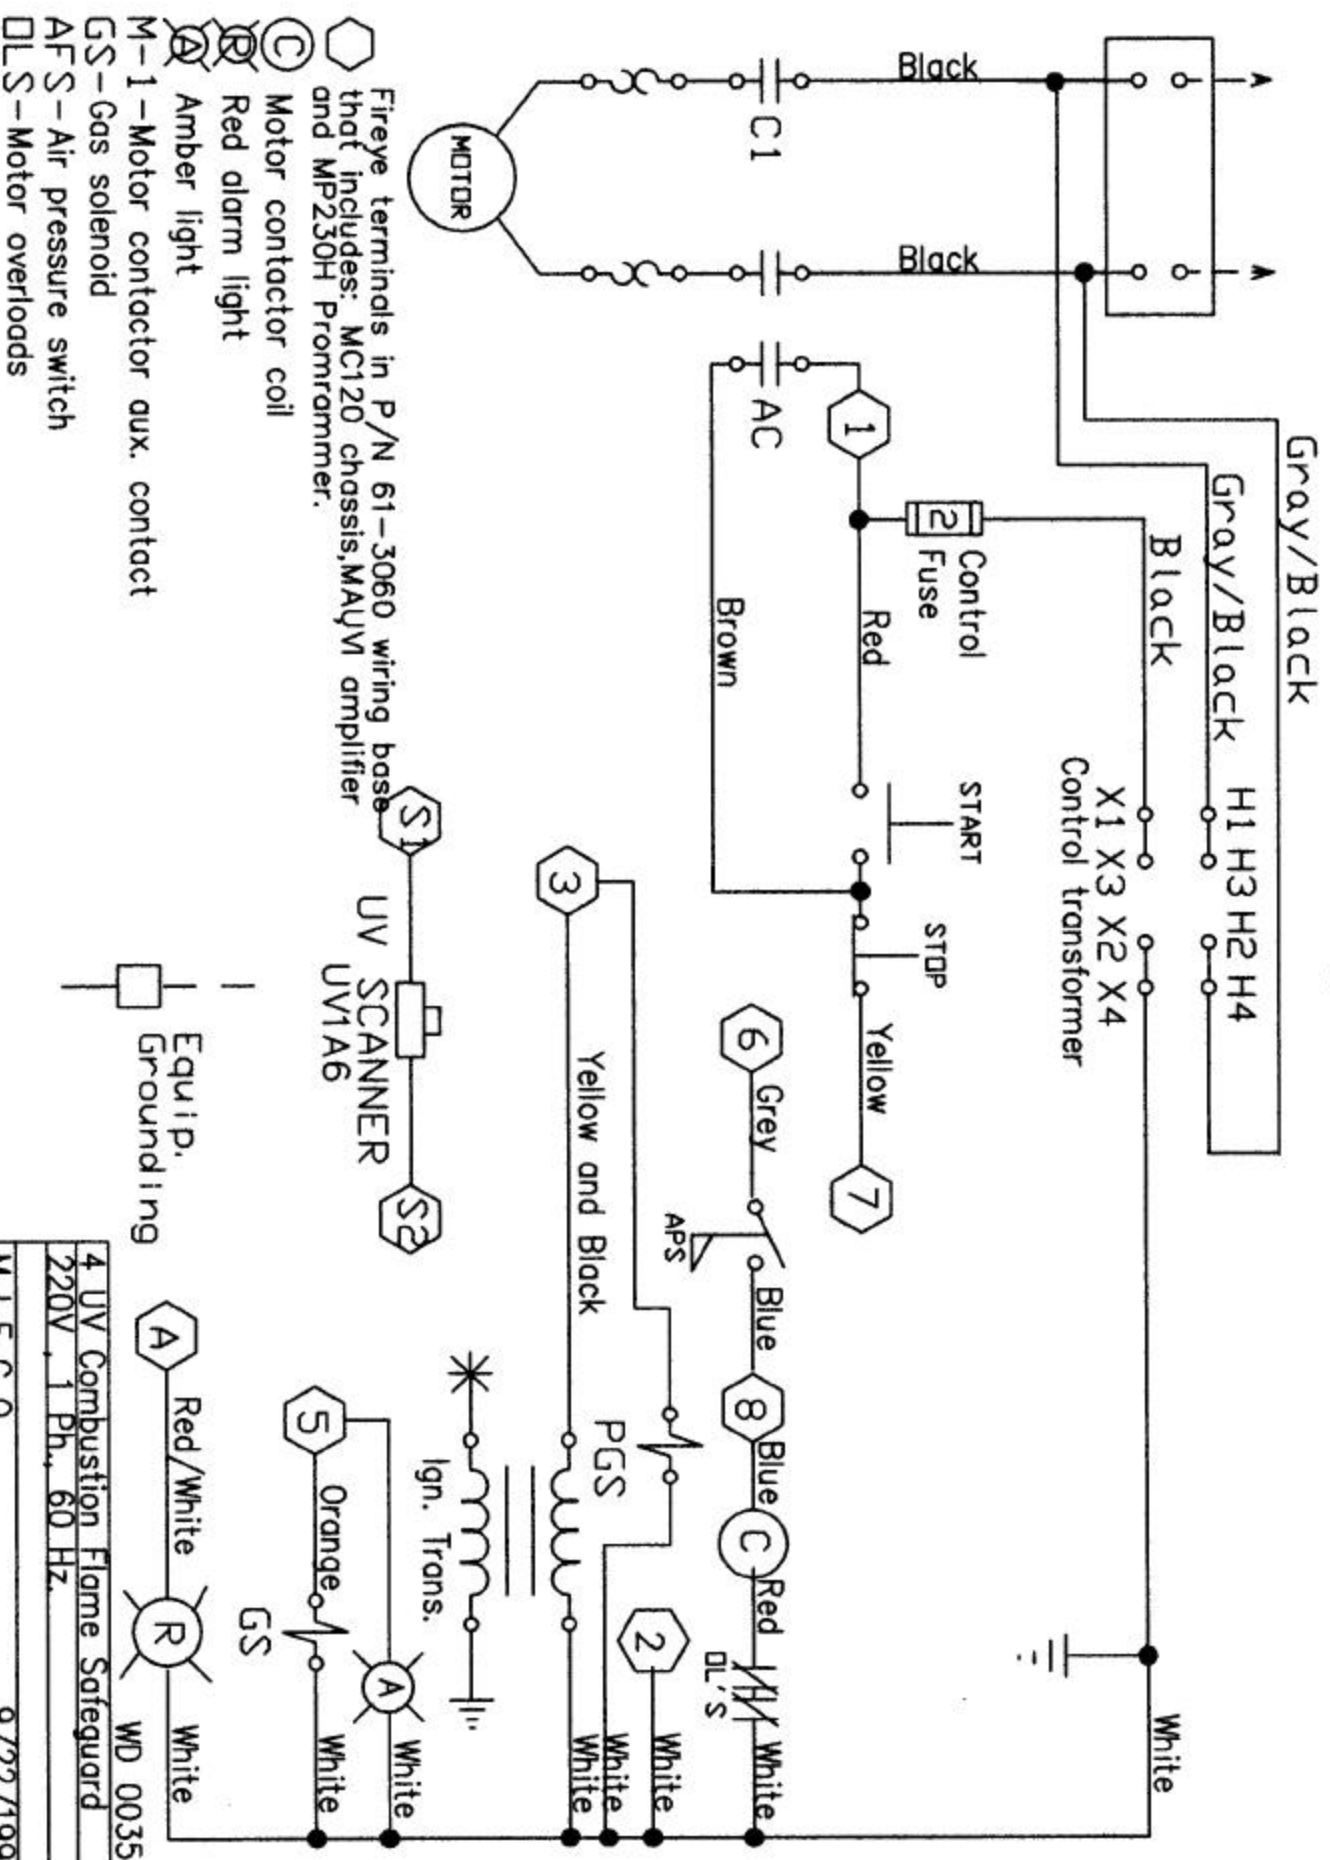 Gray/Black
Gray/Black
Black
Black
Black
White
H1 H3 H2 H4
X1 X3 X2 X4
Control transformer
2
Control
Fuse
C1
MOTOR
1
Red
START
STOP
Yellow
7
AC
Brown
6
Grey
APS
Blue
8
Blue
C
Red
OL'S
White
2
White
3
PGS
White
Yellow and Black
White
Ign. Trans.
S1
UV SCANNER
UV1A6
S2
A
White
5
Orange
GS
White
A
Red/White
R
White
Equip.
Grounding
Fireye terminals in P/N 61-3060 wiring base
that includes: MC120 chassis, MAUV1 amplifier
and MP230H Promrammer.
C Motor contactor coil
R Red alarm light
A Amber light
M-1-Motor contactor aux. contact
GS-Gas solenoid
AFS-Air pressure switch
OLS-Motor overloads
WD 0035
4 UV Combustion Flame Safeguard
220V , 1 Ph., 60 Hz.